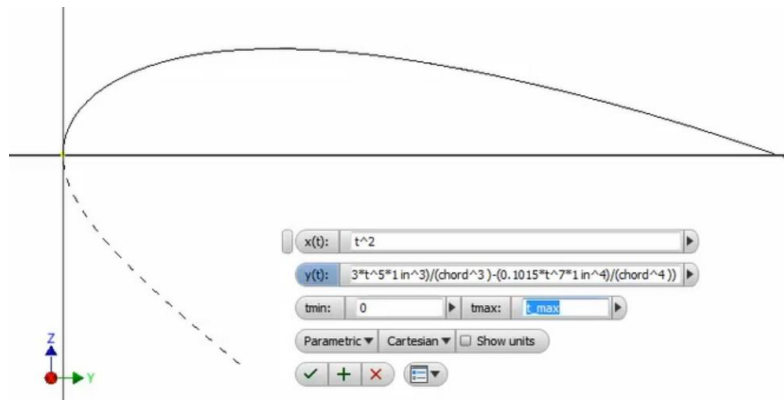 x(t): t^2
y(t): 3*t^5*1 in^3)/(chord^3 )-(0.1015*t^7*1 in^4)/(chord^4 ))
tmin: 0 tmax: t_max
Parametric Cartesian Show units
Z
Y